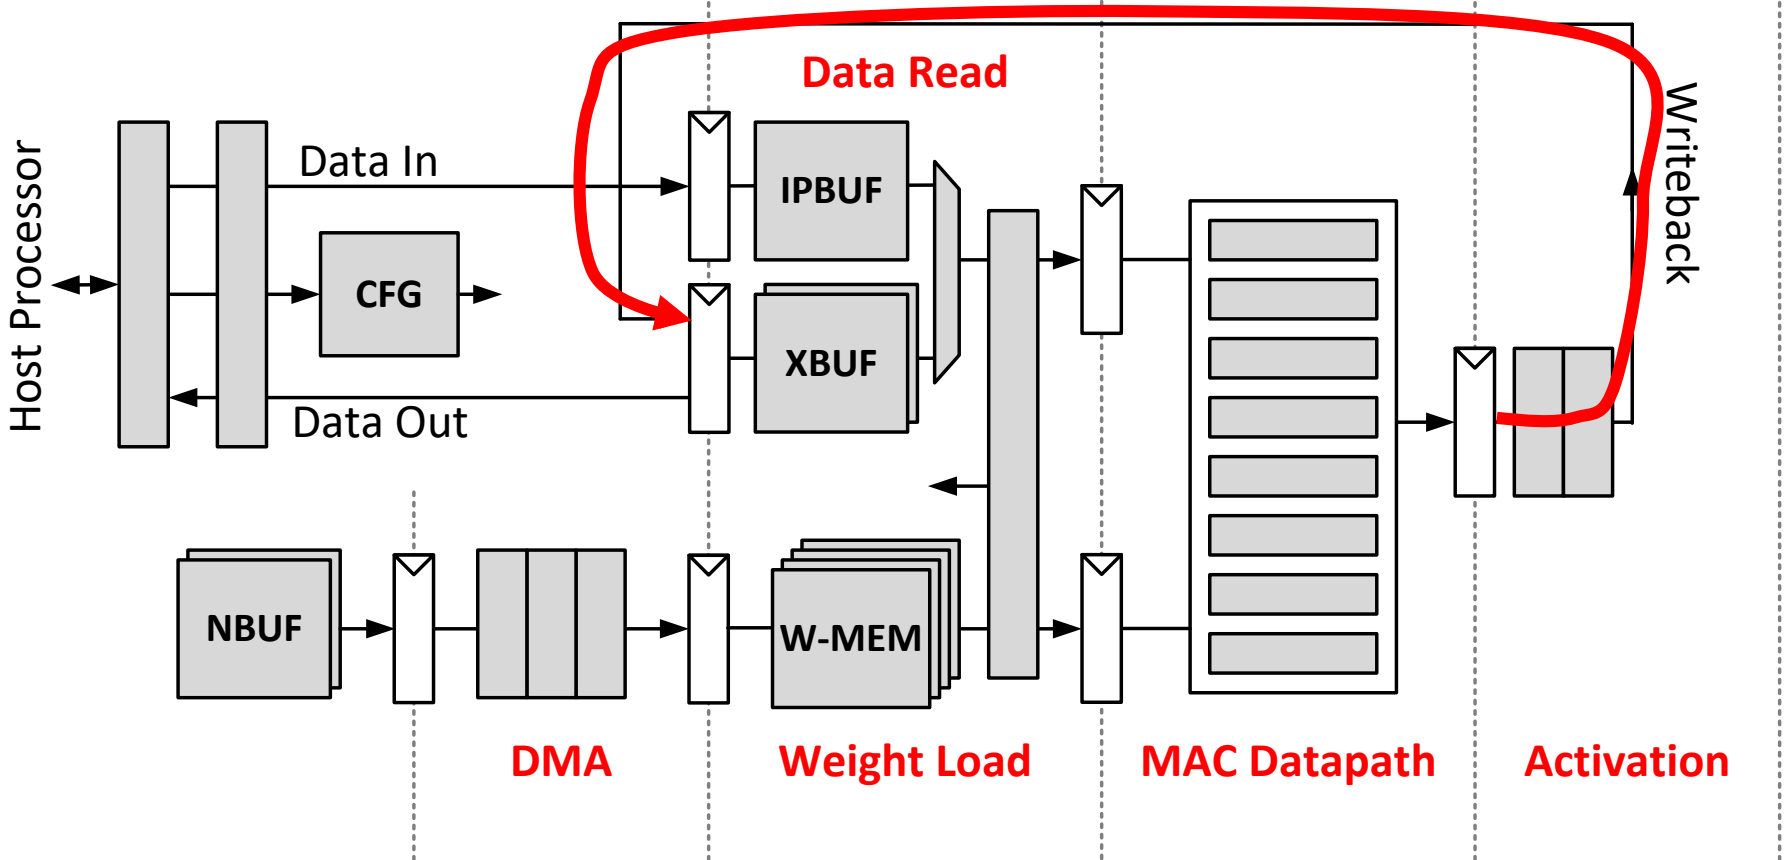 Data Read
Writeback
Host Processor
Data In
IPBUF
CFG
XBUF
Data Out
NBUF
W-MEM
DMA
Weight Load
MAC Datapath
Activation